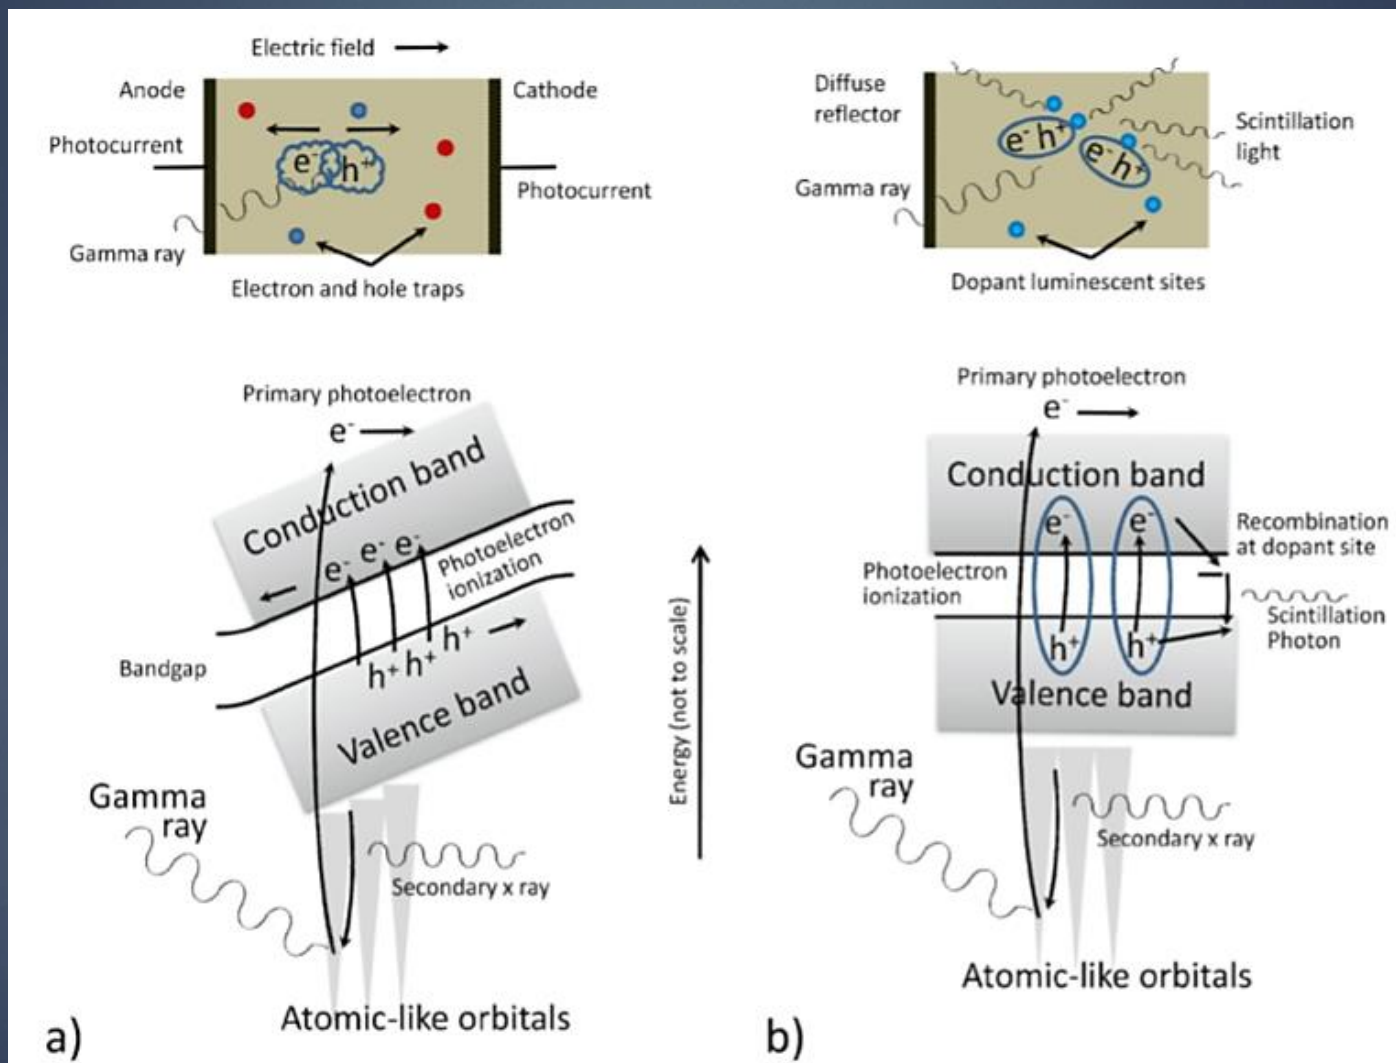 Electric field
Anode
Cathode
Photocurrent
e⁻ h⁺
Photocurrent
Gamma ray
Electron and hole traps
Primary photoelectron
e⁻
Conduction band
e⁻ e⁻ e⁻
Photoelectron
ionization
Bandgap
h⁺ h⁺ h⁺
Valence band
Gamma
ray
Secondary x ray
Atomic-like orbitals
a)
Energy (not to scale)
Diffuse
reflector
e⁻ h⁺
e⁻ h⁺
Scintillation
light
Gamma ray
Dopant luminescent sites
Primary photoelectron
e⁻
Conduction band
e⁻ e⁻
Recombination
at dopant site
Photoelectron
ionization
Scintillation
Photon
h⁺ h⁺
Valence band
Gamma
ray
Secondary x ray
Atomic-like orbitals
b)